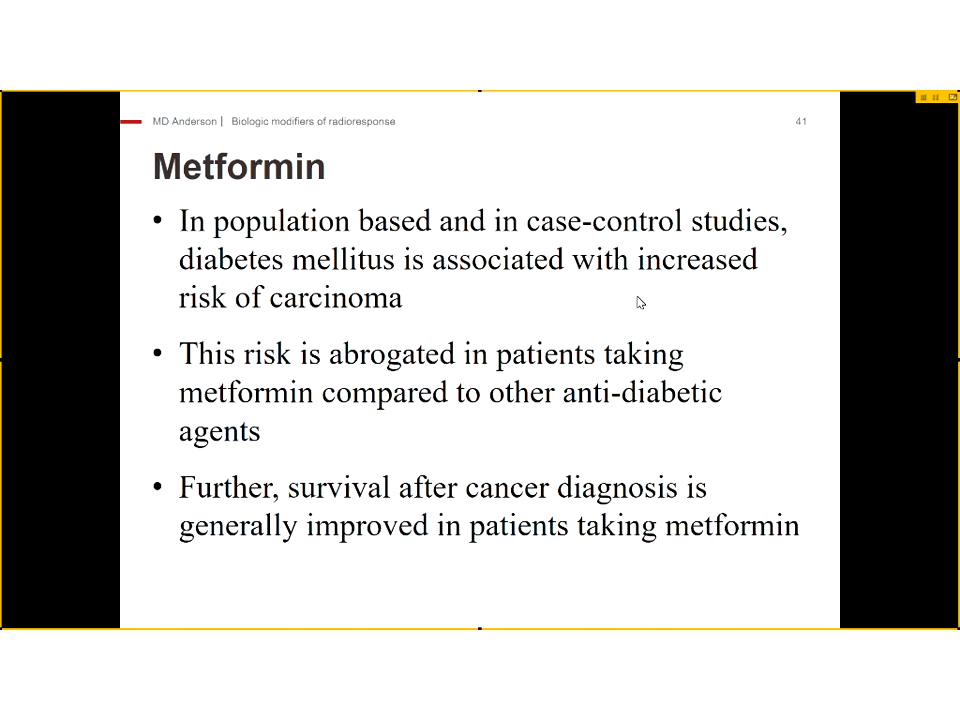 MD Anderson | Biologic modifiers of radioresponse 41
Metformin
• In population based and in case-control studies,
diabetes mellitus is associated with increased
risk of carcinoma
• This risk is abrogated in patients taking
metformin compared to other anti-diabetic
agents
• Further, survival after cancer diagnosis is
generally improved in patients taking metformin